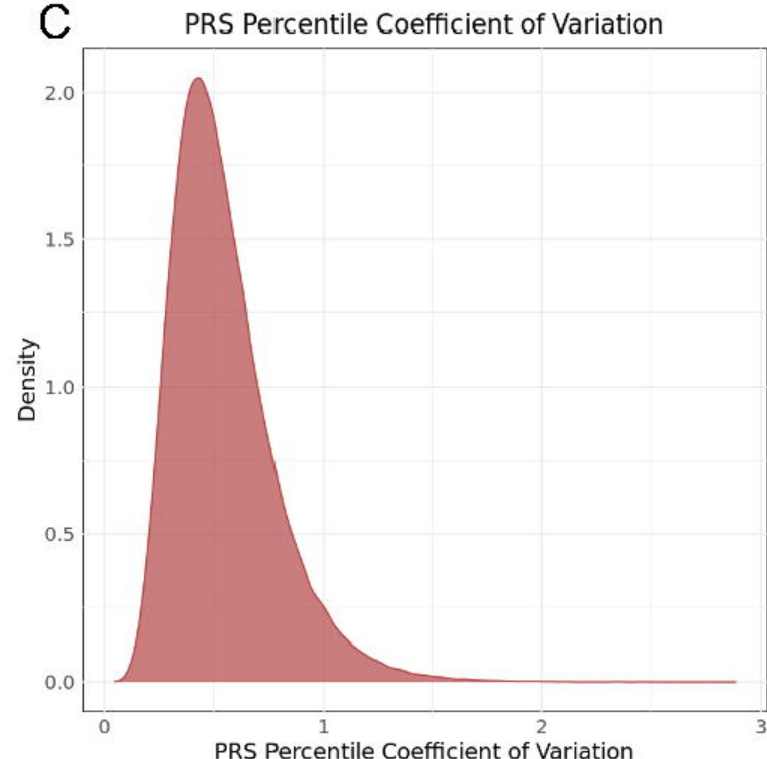 C
PRS Percentile Coefficient of Variation
Density
2.0
1.5
1.0
0.5
0.0
0 1 2 3
PRS Percentile Coefficient of Variation